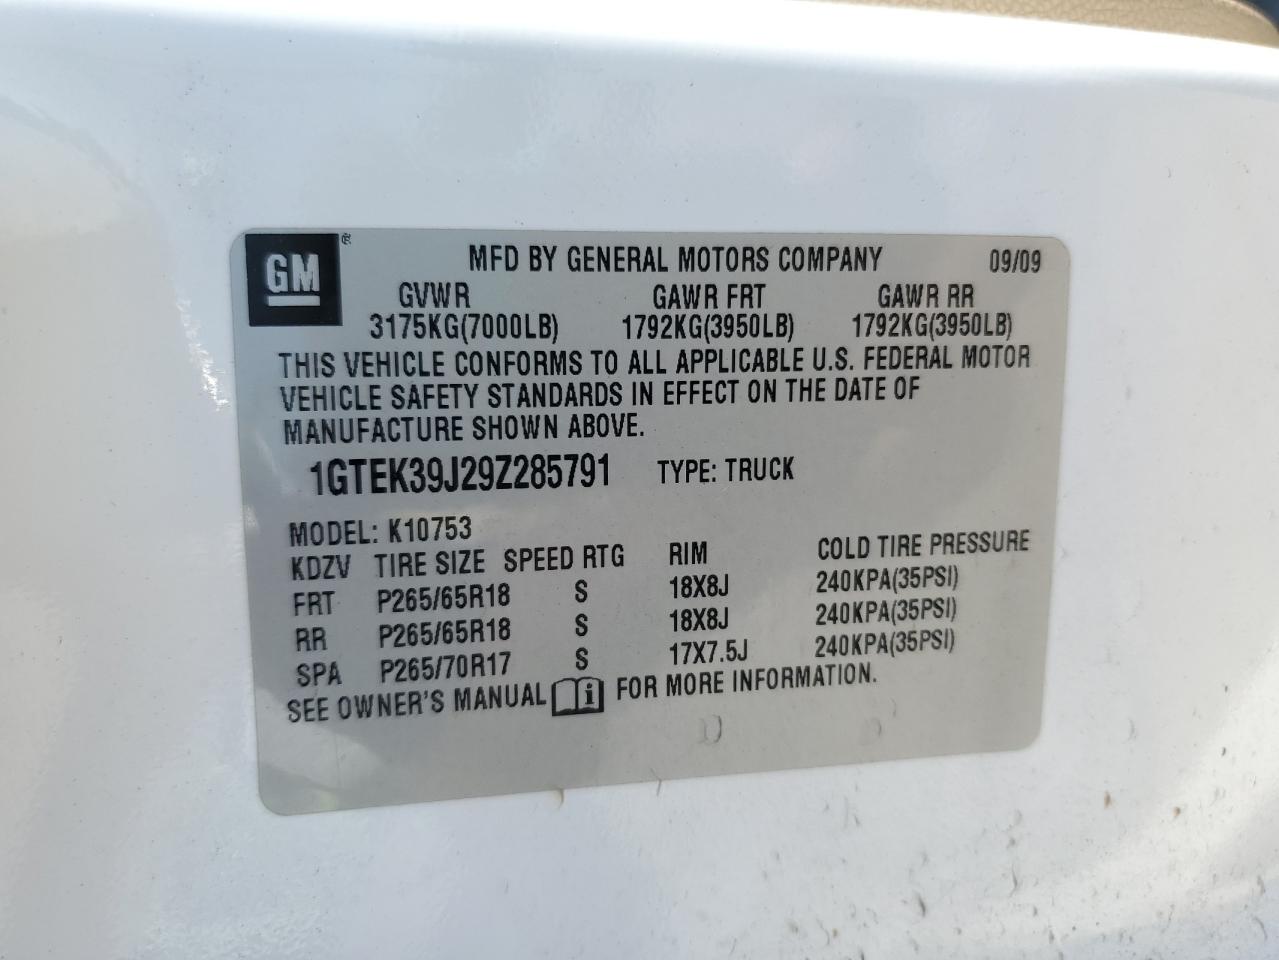 GM ®
MFD BY GENERAL MOTORS COMPANY 09/09
GVWR GAWR FRT GAWR RR
3175KG(7000LB) 1792KG(3950LB) 1792KG(3950LB)
THIS VEHICLE CONFORMS TO ALL APPLICABLE U.S. FEDERAL MOTOR
VEHICLE SAFETY STANDARDS IN EFFECT ON THE DATE OF
MANUFACTURE SHOWN ABOVE.
1GTEK39J29Z285791 TYPE: TRUCK
MODEL: K10753
KDZV TIRE SIZE SPEED RTG RIM COLD TIRE PRESSURE
FRT P265/65R18 S 18X8J 240KPA(35PSI)
RR P265/65R18 S 18X8J 240KPA(35PSI)
SPA P265/70R17 S 17X7.5J 240KPA(35PSI)
SEE OWNER'S MANUAL i FOR MORE INFORMATION.